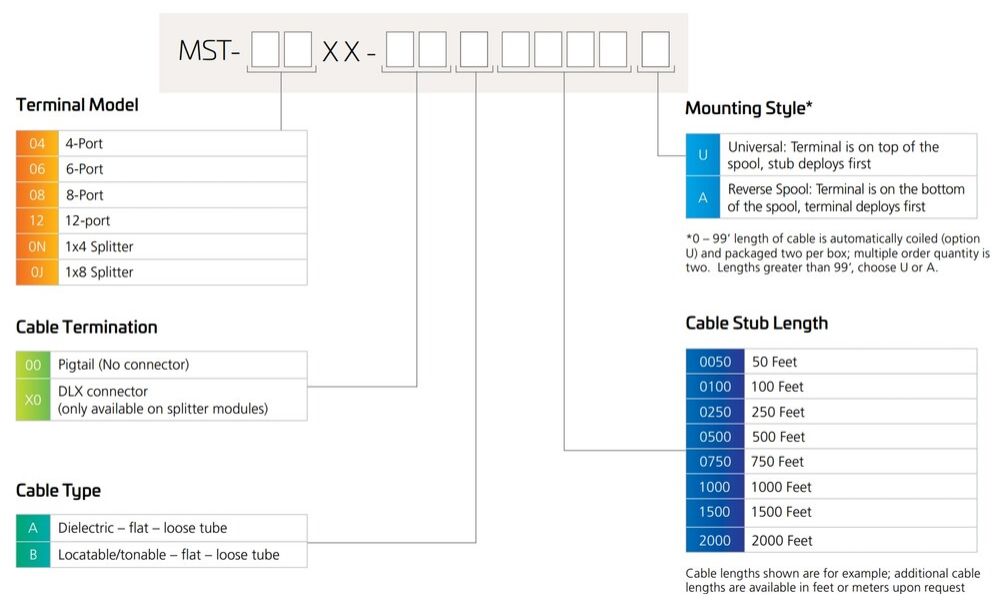 MST- XX -
Terminal Model
04 4-Port
06 6-Port
08 8-Port
12 12-port
0N 1x4 Splitter
0J 1x8 Splitter
Cable Termination
00 Pigtail (No connector)
X0 DLX connector
(only available on splitter modules)
Cable Type
A Dielectric – flat – loose tube
B Locatable/tonable – flat – loose tube
Mounting Style*
U Universal: Terminal is on top of the
spool, stub deploys first
A Reverse Spool: Terminal is on the bottom
of the spool, terminal deploys first
*0 – 99’ length of cable is automatically coiled (option
U) and packaged two per box; multiple order quantity is
two. Lengths greater than 99’, choose U or A.
Cable Stub Length
0050 50 Feet
0100 100 Feet
0250 250 Feet
0500 500 Feet
0750 750 Feet
1000 1000 Feet
1500 1500 Feet
2000 2000 Feet
Cable lengths shown are for example; additional cable
lengths are available in feet or meters upon request